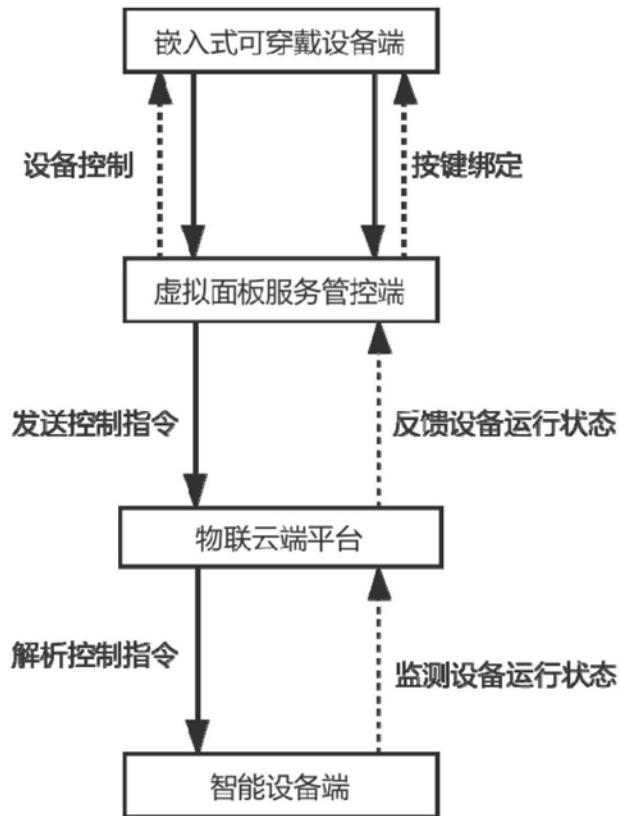 嵌入式可穿戴设备端
设备控制
按键绑定
虚拟面板服务管控端
发送控制指令
反馈设备运行状态
物联云端平台
解析控制指令
监测设备运行状态
智能设备端